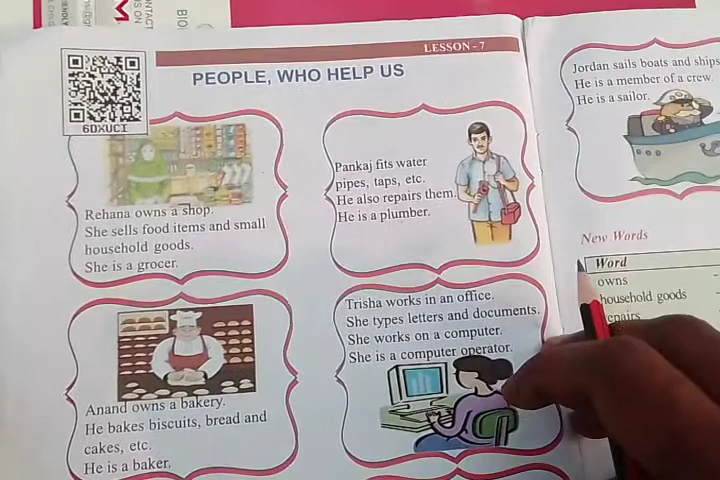 LESSON - 7
PEOPLE, WHO HELP US
6DXUCI
Rehana owns a shop.
She sells food items and small
household goods.
She is a grocer.
Pankaj fits water
pipes, taps, etc.
He also repairs them.
He is a plumber.
Anand owns a bakery.
He bakes biscuits, bread and
cakes, etc.
He is a baker.
Trisha works in an office.
She types letters and documents.
She works on a computer.
She is a computer operator.
Jordan sails boats and ships
He is a member of a crew.
He is a sailor.
New Words
Word
owns
household goods
epairs